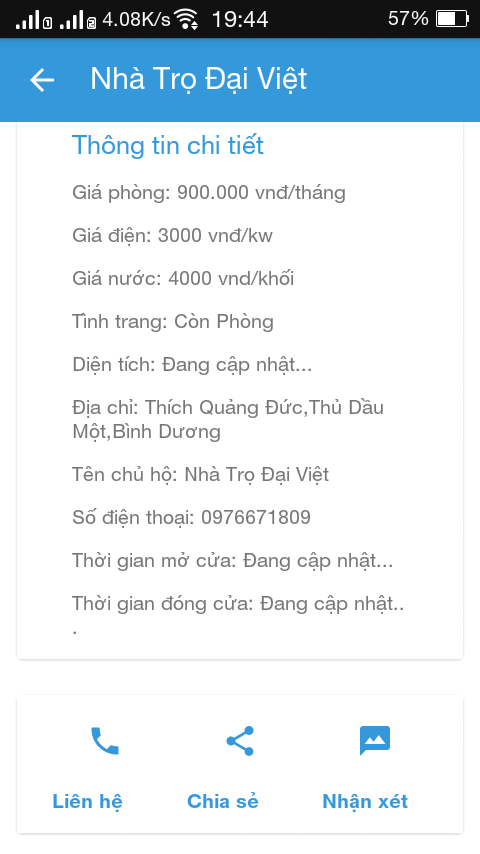 4.08K/s 19:44 57%
Nhà Trọ Đại Việt
Thông tin chi tiết
Giá phòng: 900.000 vnđ/tháng
Giá điện: 3000 vnđ/kw
Giá nước: 4000 vnd/khối
Tình trang: Còn Phòng
Diện tích: Đang cập nhật...
Địa chỉ: Thích Quảng Đức,Thủ Dầu
Một,Bình Dương
Tên chủ hộ: Nhà Trọ Đại Việt
Số điện thoại: 0976671809
Thời gian mở cửa: Đang cập nhật...
Thời gian đóng cửa: Đang cập nhật..
.
Liên hệ Chia sẻ Nhận xét